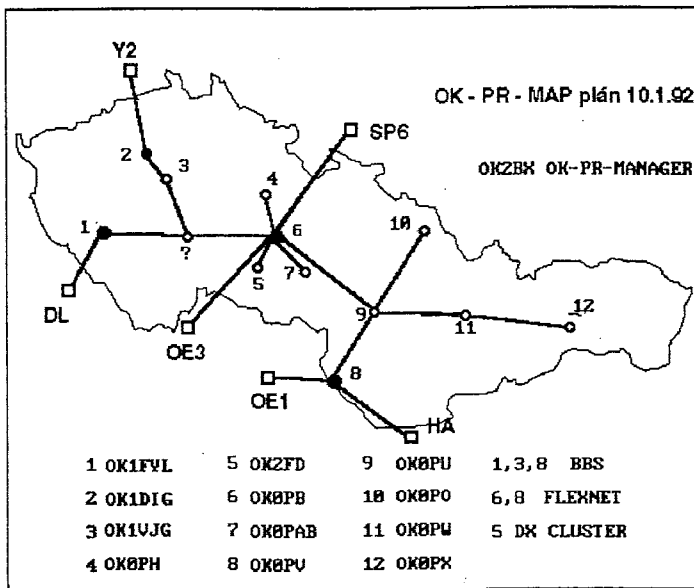 Y2
OK - PR - MAP plán 10.1.92
SP6
OK2BX OK-PR-MANAGER
2
3
4
1
?
6
10
5
7
DL
OE3
9
11
12
OE1
8
HA
1 OK1FYL 5 OK2FD 9 OK0PU 1,3,8 BBS
2 OK1DIG 6 OK0PB 10 OK0PO 6,8 FLEXNET
3 OK1VJG 7 OK0PAB 11 OK0PW 5 DX CLUSTER
4 OK0PH 8 OK0PV 12 OK0PX